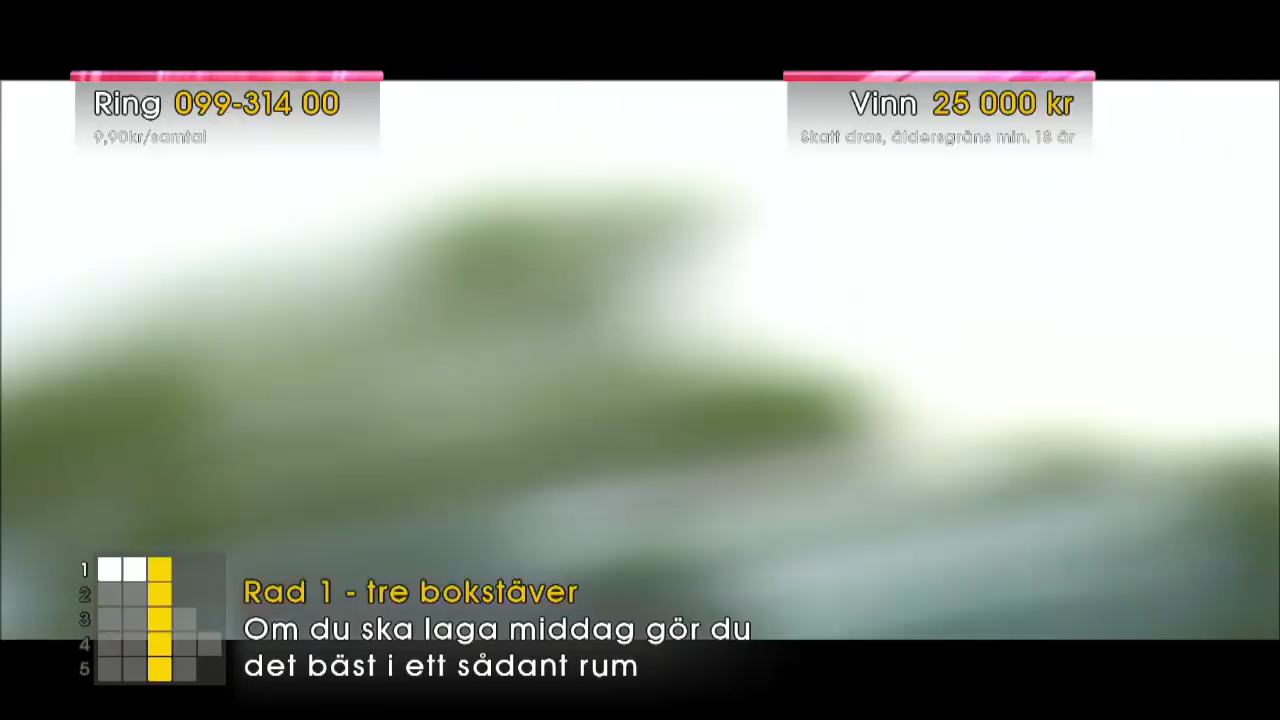 Ring 099-314 00
9,90kr/samtal
Vinn 25 000 kr
Skatt dras, åldersgräns min. 18 år
1
2
3
4
5
Rad 1 - tre bokstäver
Om du ska laga middag gör du
det bäst i ett sådant rum